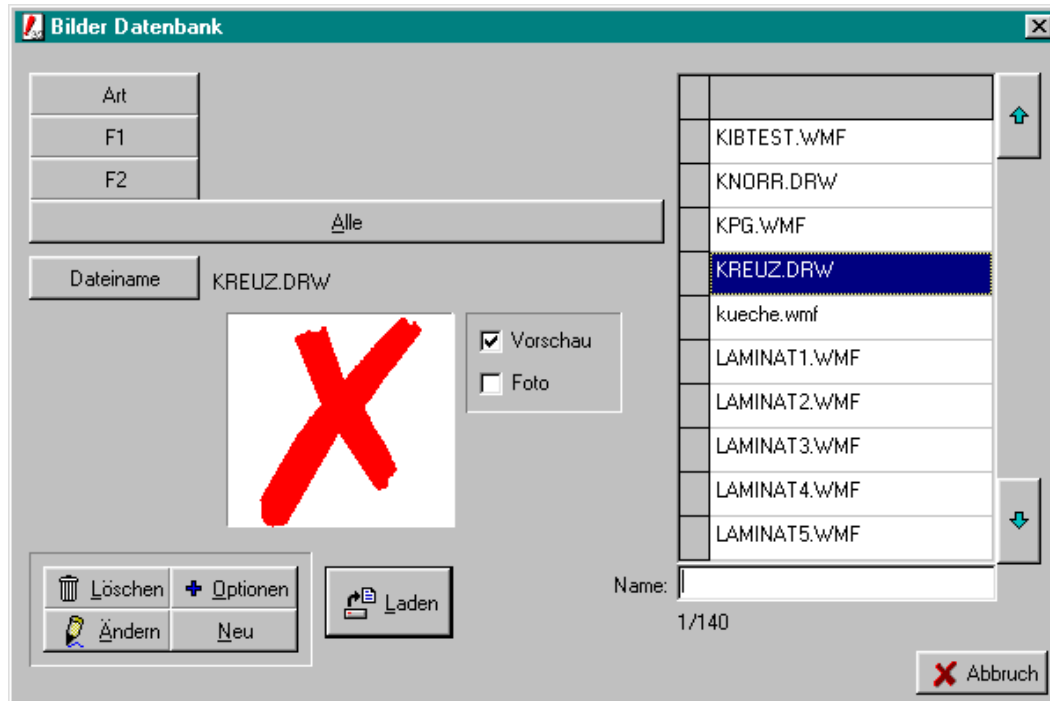 Bilder Datenbank
Art
F1
F2
Alle
Dateiname
KREUZ.DRW
Vorschau
Foto
Löschen
Optionen
Ändern
Neu
Laden
KIBTEST.WMF
KNORR.DRW
KPG.WMF
KREUZ.DRW
kueche.wmf
LAMINAT1.WMF
LAMINAT2.WMF
LAMINAT3.WMF
LAMINAT4.WMF
LAMINAT5.WMF
Name:
1/140
Abbruch